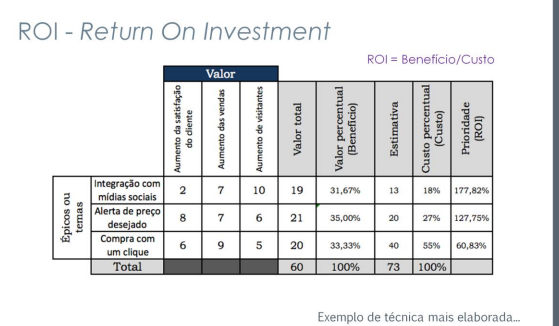 ROI - Return On Investment
ROI = Benefício/Custo
Valor
Aumento da satisfação do cliente
Aumento das vendas
Aumento de visitantes
Valor total
Valor percentual (Benefício)
Estimativa
Custo percentual (Custo)
Prioridade (ROI)
Épicos ou temas
Integração com mídias sociais 2 7 10 19 31,67% 13 18% 177,82%
Alerta de preço desejado 8 7 6 21 35,00% 20 27% 127,75%
Compra com um clique 6 9 5 20 33,33% 40 55% 60,83%
Total 60 100% 73 100%
Exemplo de técnica mais elaborada...